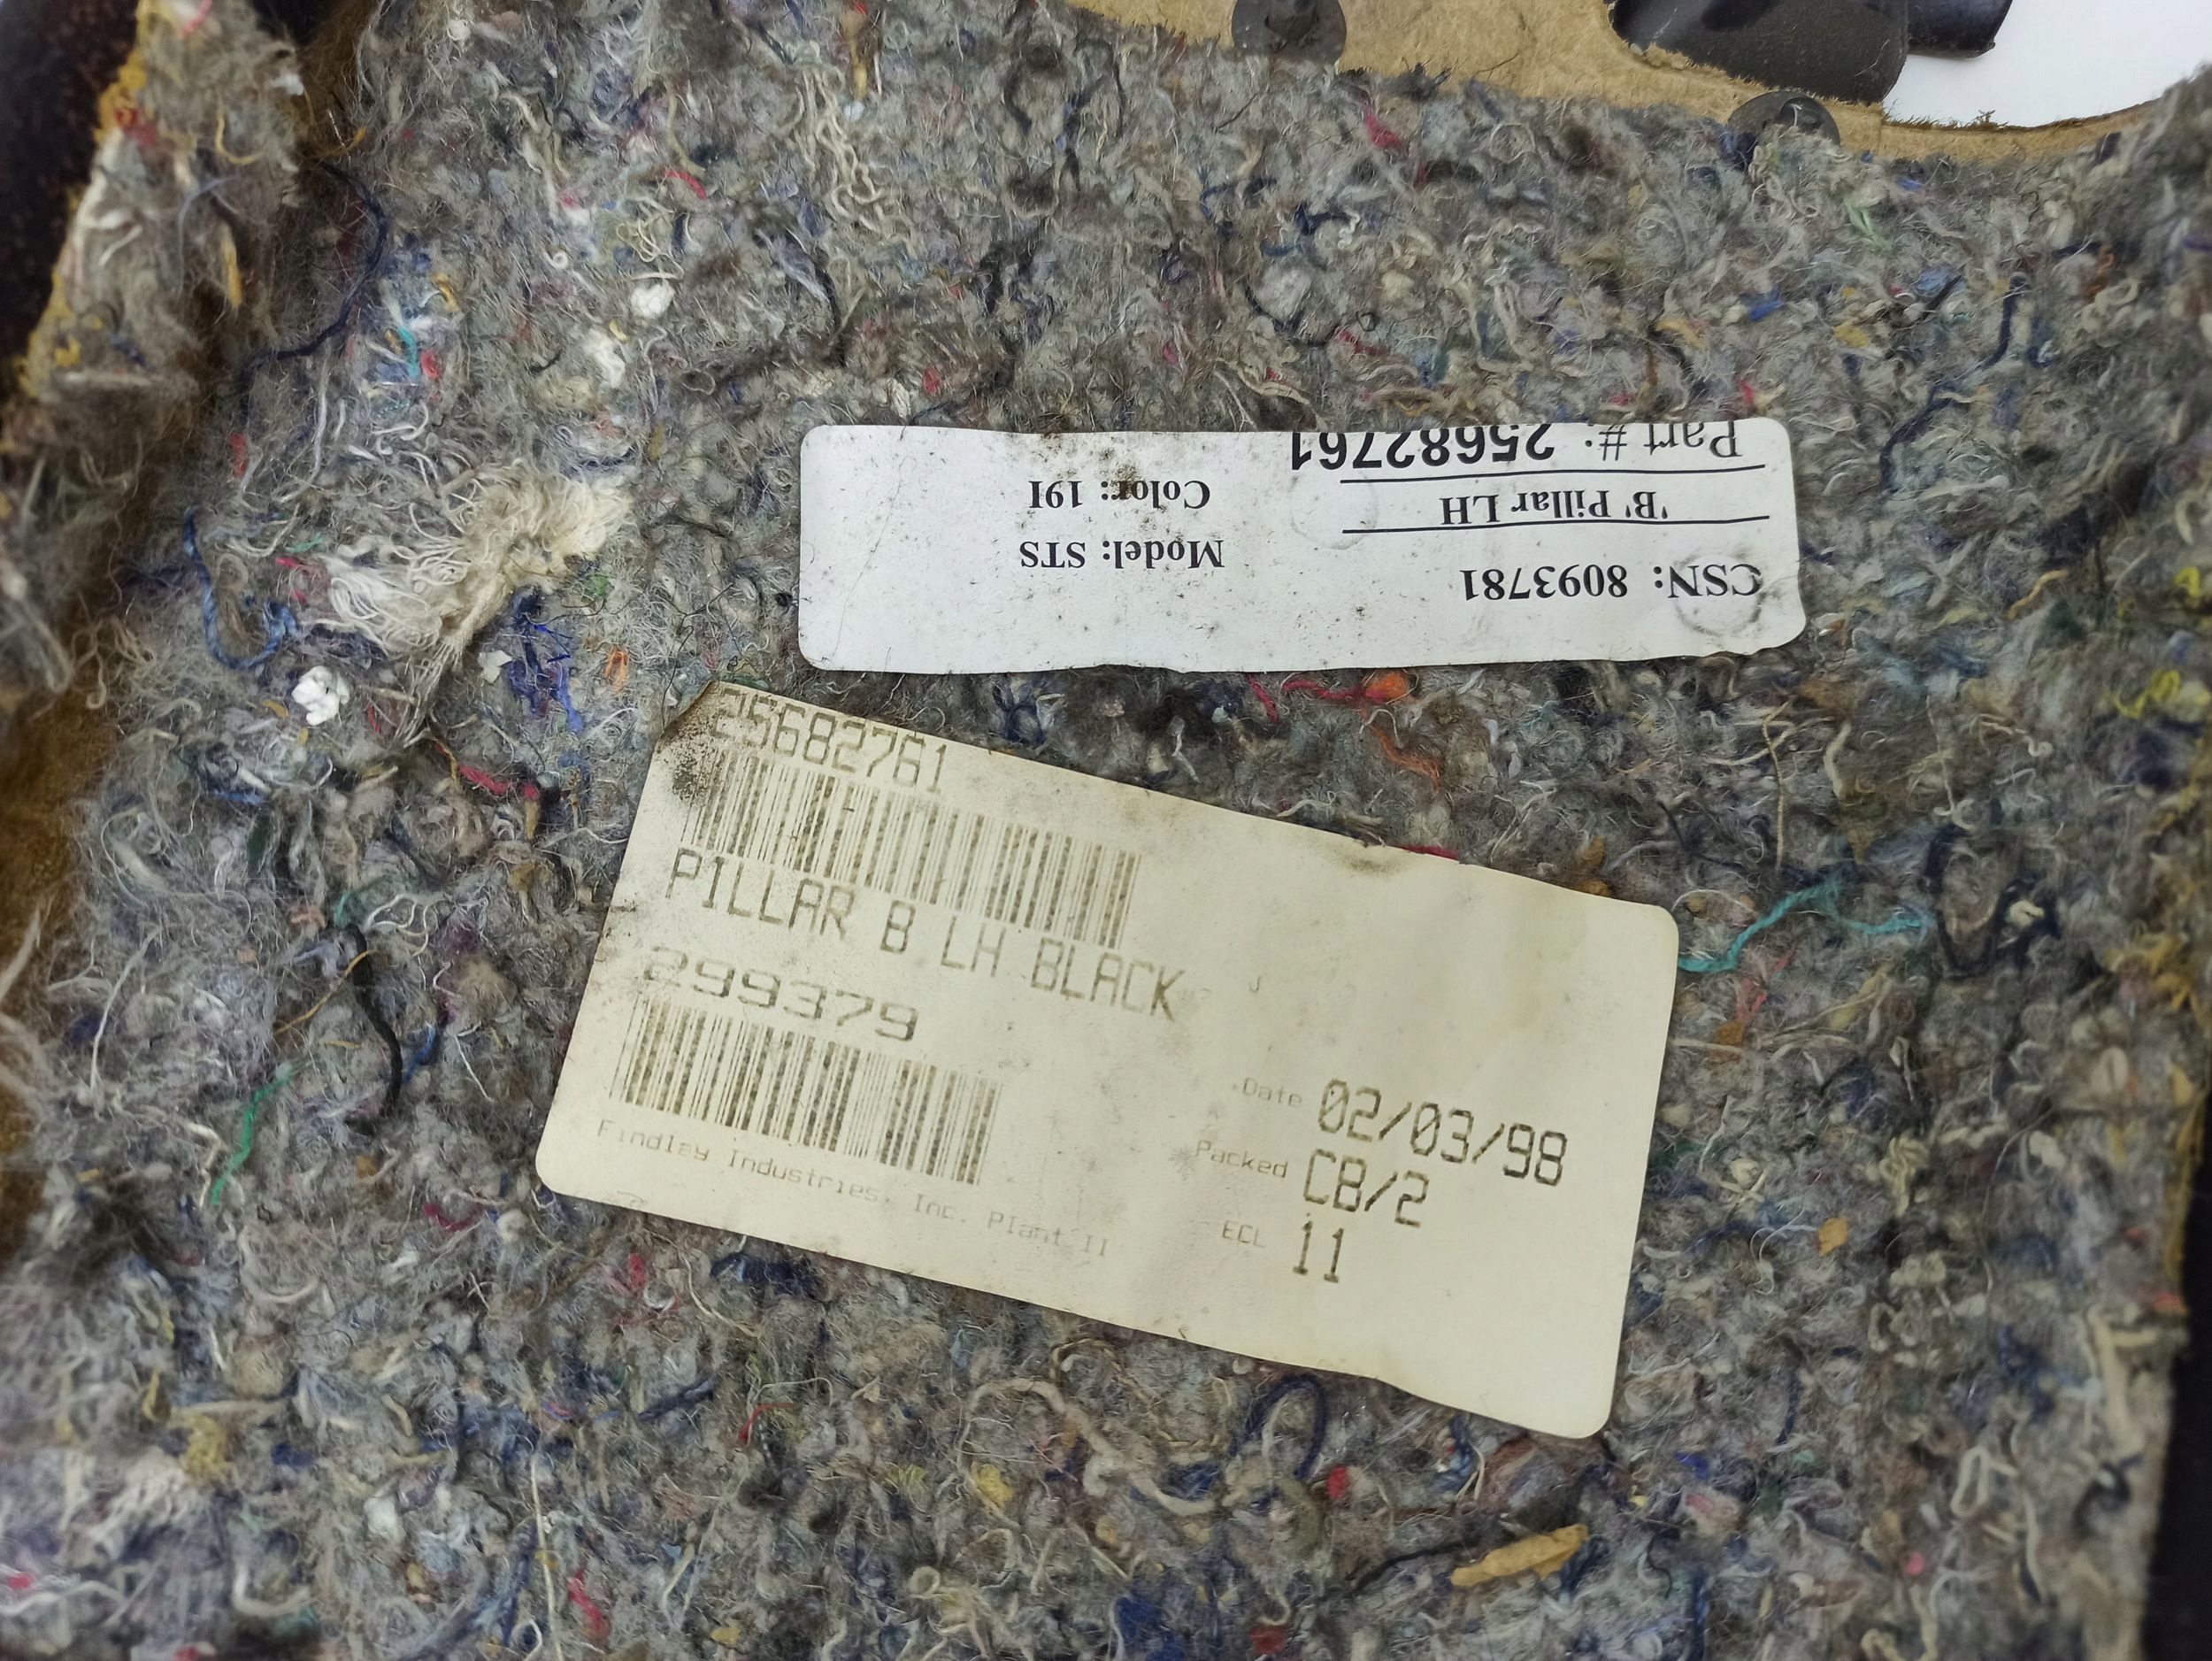 Part #: 25682761
'B' Pillar LH
Color: 19I
CSN: 8093781
Model: STS
25682761
PILLAR B LH BLACK
299379
Date 02/03/98
Packed CB/2
ECL 11
Findlay Industries, Inc. Plant II